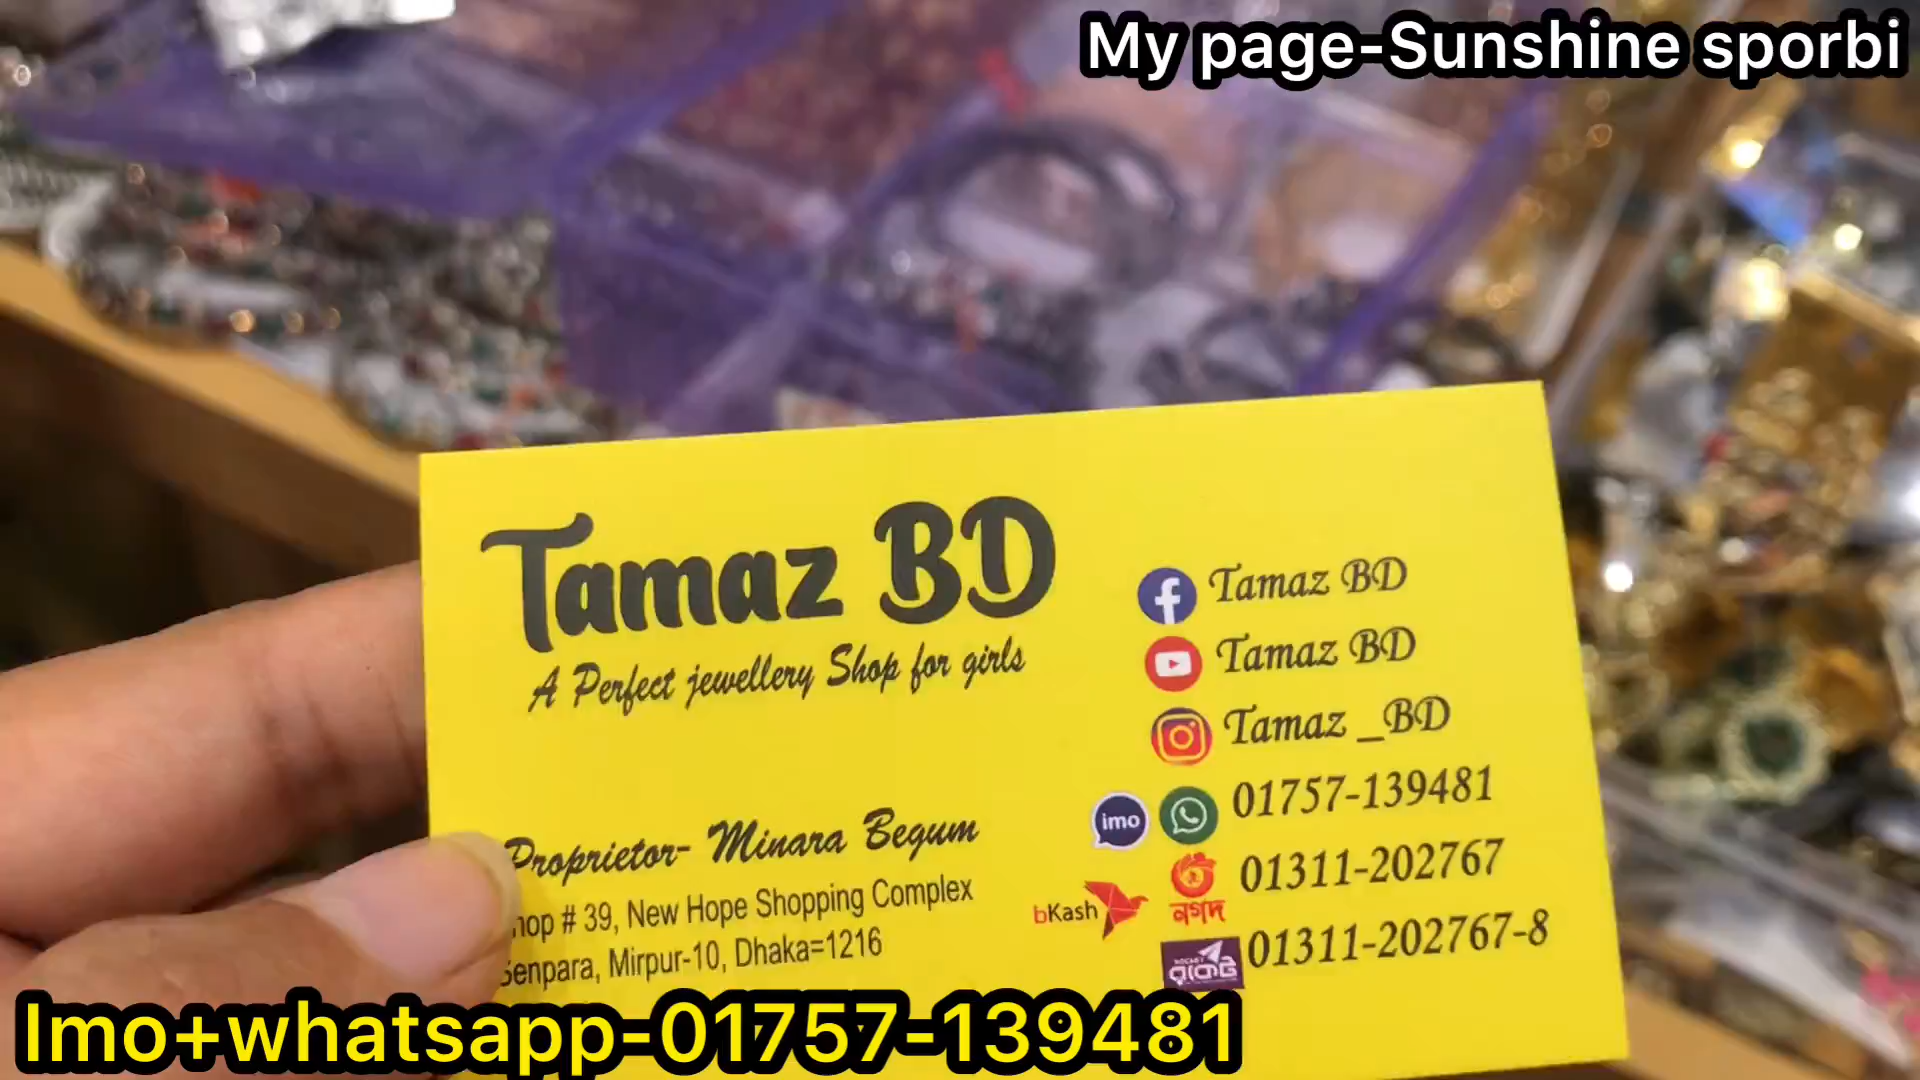 My page-Sunshine sporbi
Tamaz BD
A Perfect jewellery Shop for girls
Proprietor- Minara Begum
hop # 39, New Hope Shopping Complex
Senpara, Mirpur-10, Dhaka=1216
Tamaz BD
Tamaz BD
Tamaz _BD
imo 01757-139481
bKash নগদ 01311-202767
রকেট 01311-202767-8
Imo+whatsapp-01757-139481